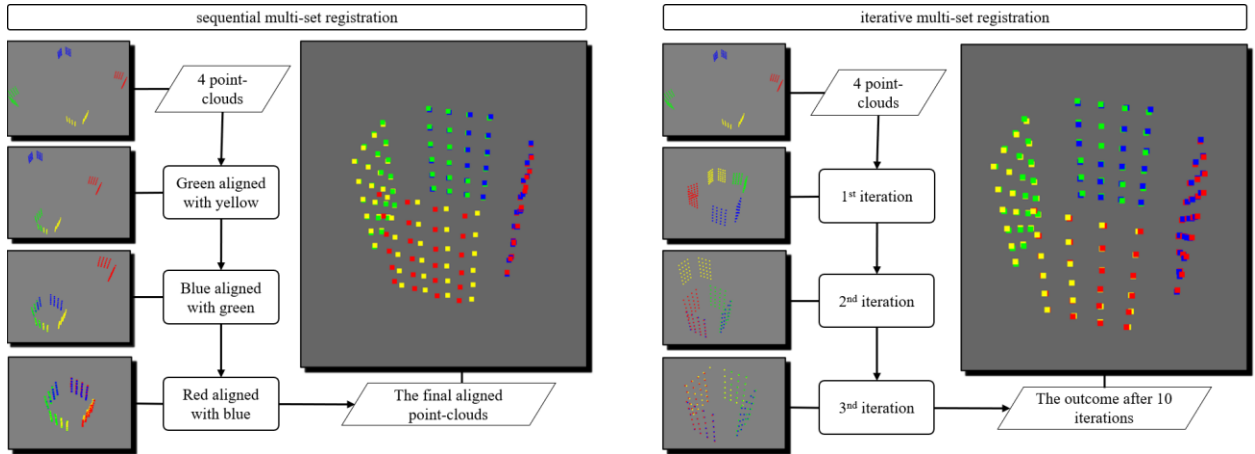 sequential multi-set registration
4 point-
clouds
Green aligned
with yellow
Blue aligned
with green
Red aligned
with blue
The final aligned
point-clouds
iterative multi-set registration
4 point-
clouds
1st iteration
2nd iteration
3nd iteration
The outcome after 10
iterations